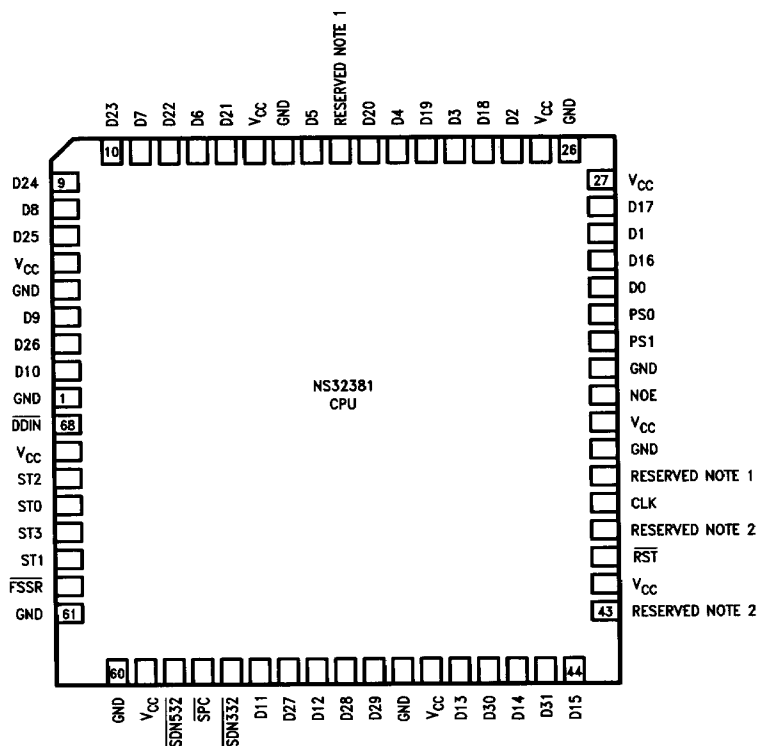 D23
D7
D22
D6
D21
VCC
GND
D5
RESERVED NOTE 1
D20
D4
D19
D3
D18
D2
VCC
GND
10
26
D24
D8
D25
VCC
GND
D9
D26
D10
GND
DDIN
VCC
ST2
ST0
ST3
ST1
FSSR
GND
9
1
68
61
NS32381
CPU
27
43
VCC
D17
D1
D16
D0
PS0
PS1
GND
NOE
VCC
GND
RESERVED NOTE 1
CLK
RESERVED NOTE 2
RST
VCC
RESERVED NOTE 2
60
44
GND
VCC
SDN532
SPC
SDN332
D11
D27
D12
D28
D29
GND
VCC
D13
D30
D14
D31
D15